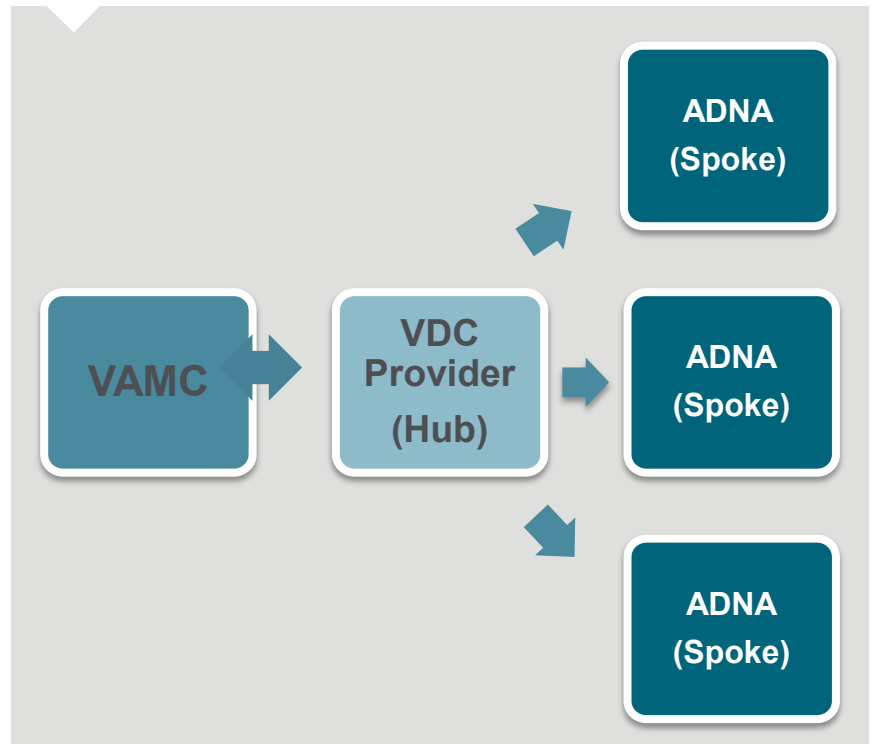 VAMC
VDC
Provider
(Hub)
ADNA
(Spoke)
ADNA
(Spoke)
ADNA
(Spoke)